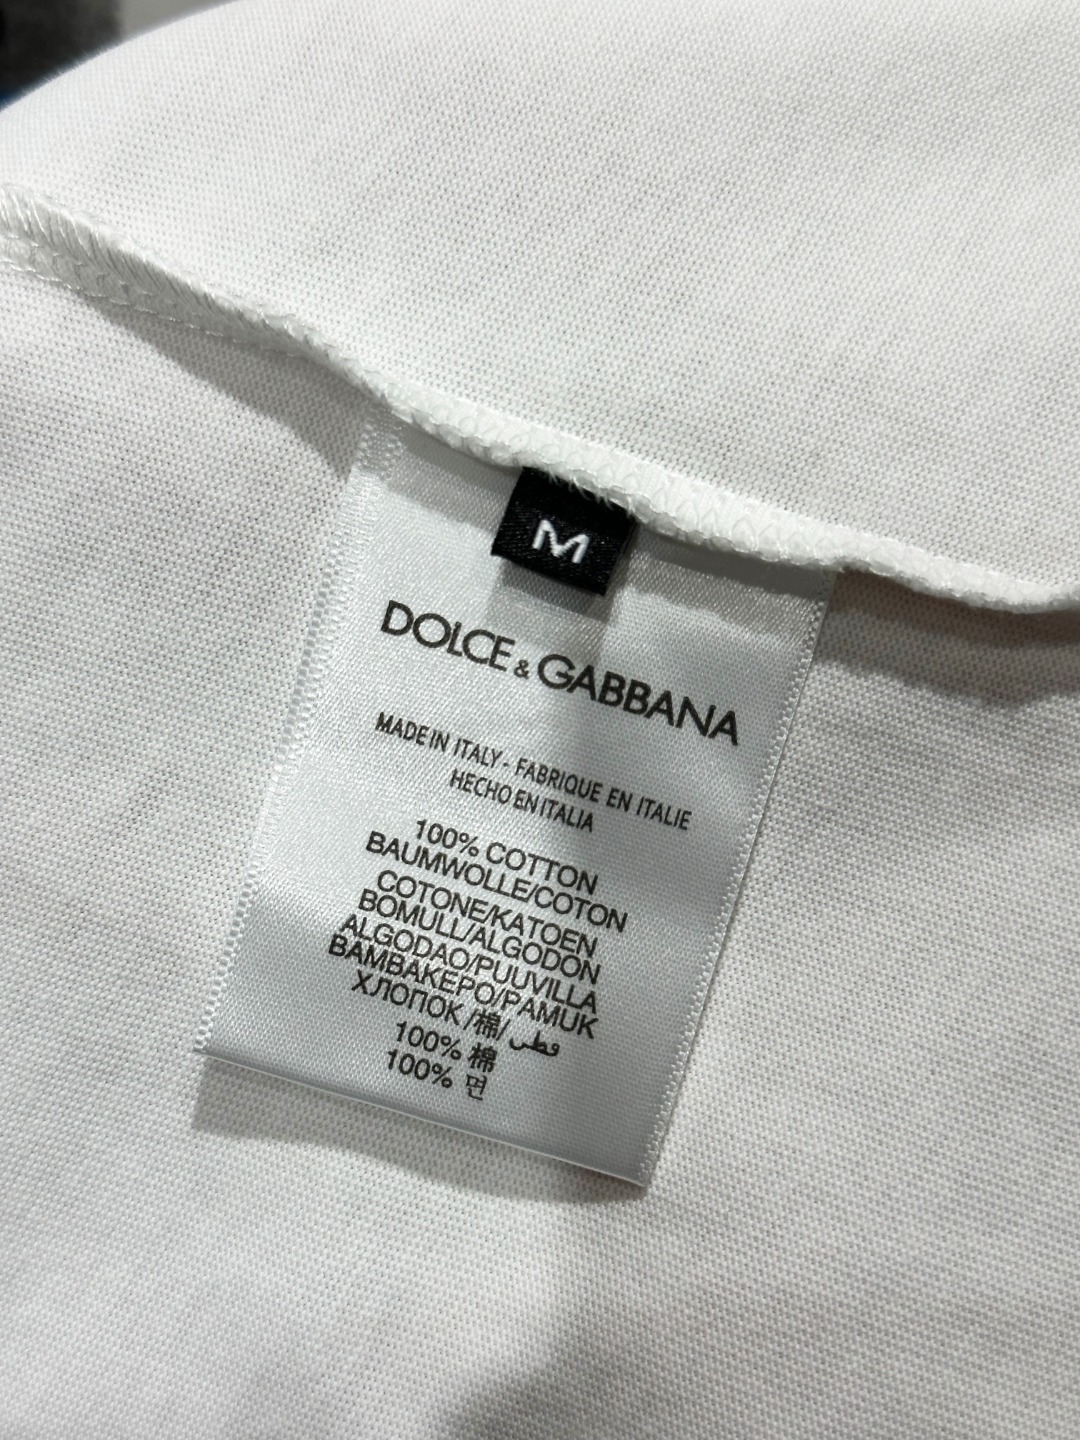 M
DOLCE & GABBANA
MADE IN ITALY - FABRIQUE EN ITALIE
HECHO EN ITALIA
100% COTTON
BAUMWOLLE/COTON
COTONE/KATOEN
BOMULL/ALGODON
ALGODAO/PUUVILLA
BAMBAKEPO/PAMUK
ХЛОПОК /棉/ قطن
100% 棉
100% 면